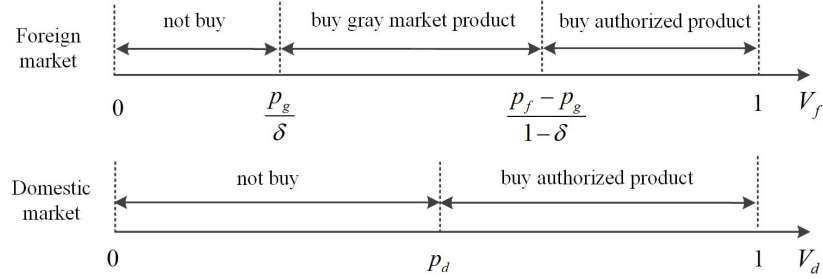 not buy buy gray market product buy authorized product
Foreign
market
0 p_g/δ (p_f − p_g)/(1−δ) 1 V_f
not buy buy authorized product
Domestic
market
0 p_d 1 V_d